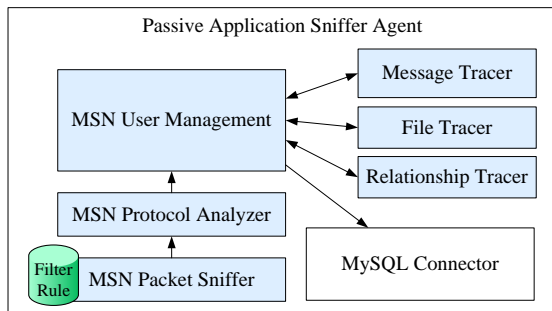 Passive Application Sniffer Agent
MSN User Management
Message Tracer
File Tracer
Relationship Tracer
MSN Protocol Analyzer
MySQL Connector
Filter
Rule
MSN Packet Sniffer